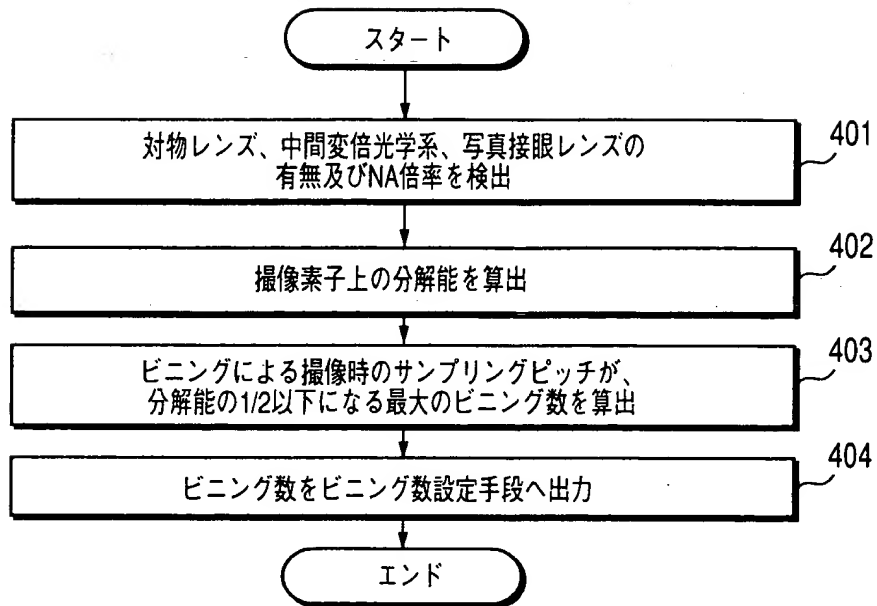 スタート
対物レンズ、中間変倍光学系、写真接眼レンズの
有無及びNA倍率を検出
401
撮像素子上の分解能を算出
402
ビニングによる撮像時のサンプリングピッチが、
分解能の1/2以下になる最大のビニング数を算出
403
ビニング数をビニング数設定手段へ出力
404
エンド